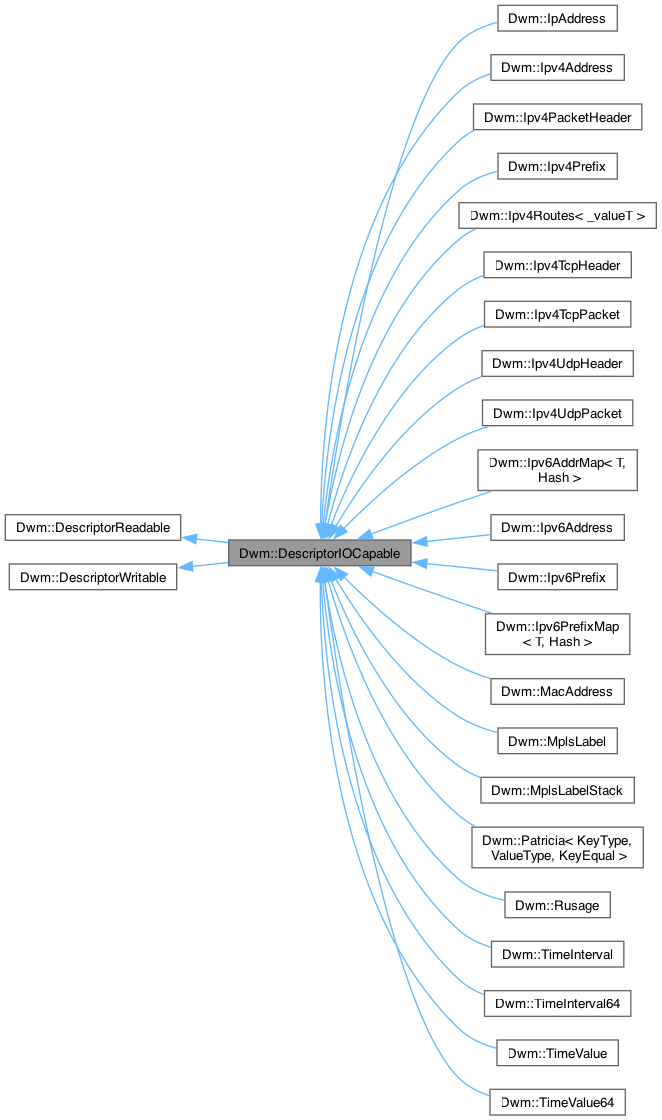 Dwm::IpAddress
Dwm::Ipv4Address
Dwm::Ipv4PacketHeader
Dwm::Ipv4Prefix
Dwm::Ipv4Routes< _valueT >
Dwm::Ipv4TcpHeader
Dwm::Ipv4TcpPacket
Dwm::Ipv4UdpHeader
Dwm::Ipv4UdpPacket
Dwm::Ipv6AddrMap< T,
Hash >
Dwm::DescriptorReadable
Dwm::DescriptorWritable
Dwm::DescriptorIOCapable
Dwm::Ipv6Address
Dwm::Ipv6Prefix
Dwm::Ipv6PrefixMap
< T, Hash >
Dwm::MacAddress
Dwm::MplsLabel
Dwm::MplsLabelStack
Dwm::Patricia< KeyType,
ValueType, KeyEqual >
Dwm::Rusage
Dwm::TimeInterval
Dwm::TimeInterval64
Dwm::TimeValue
Dwm::TimeValue64